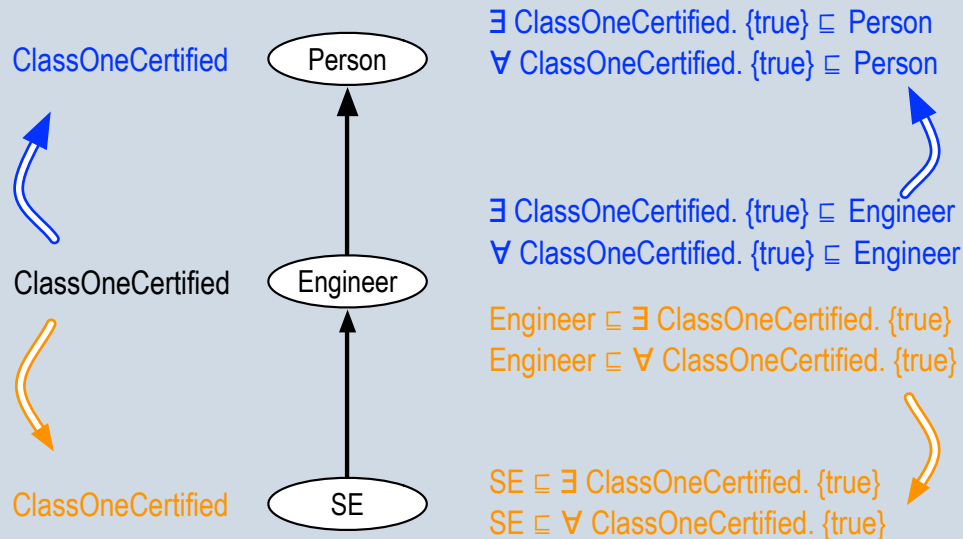 ClassOneCertified
Person
∃ ClassOneCertified. {true} ⊑ Person
∀ ClassOneCertified. {true} ⊑ Person
∃ ClassOneCertified. {true} ⊑ Engineer
∀ ClassOneCertified. {true} ⊑ Engineer
ClassOneCertified
Engineer
Engineer ⊑ ∃ ClassOneCertified. {true}
Engineer ⊑ ∀ ClassOneCertified. {true}
ClassOneCertified
SE
SE ⊑ ∃ ClassOneCertified. {true}
SE ⊑ ∀ ClassOneCertified. {true}